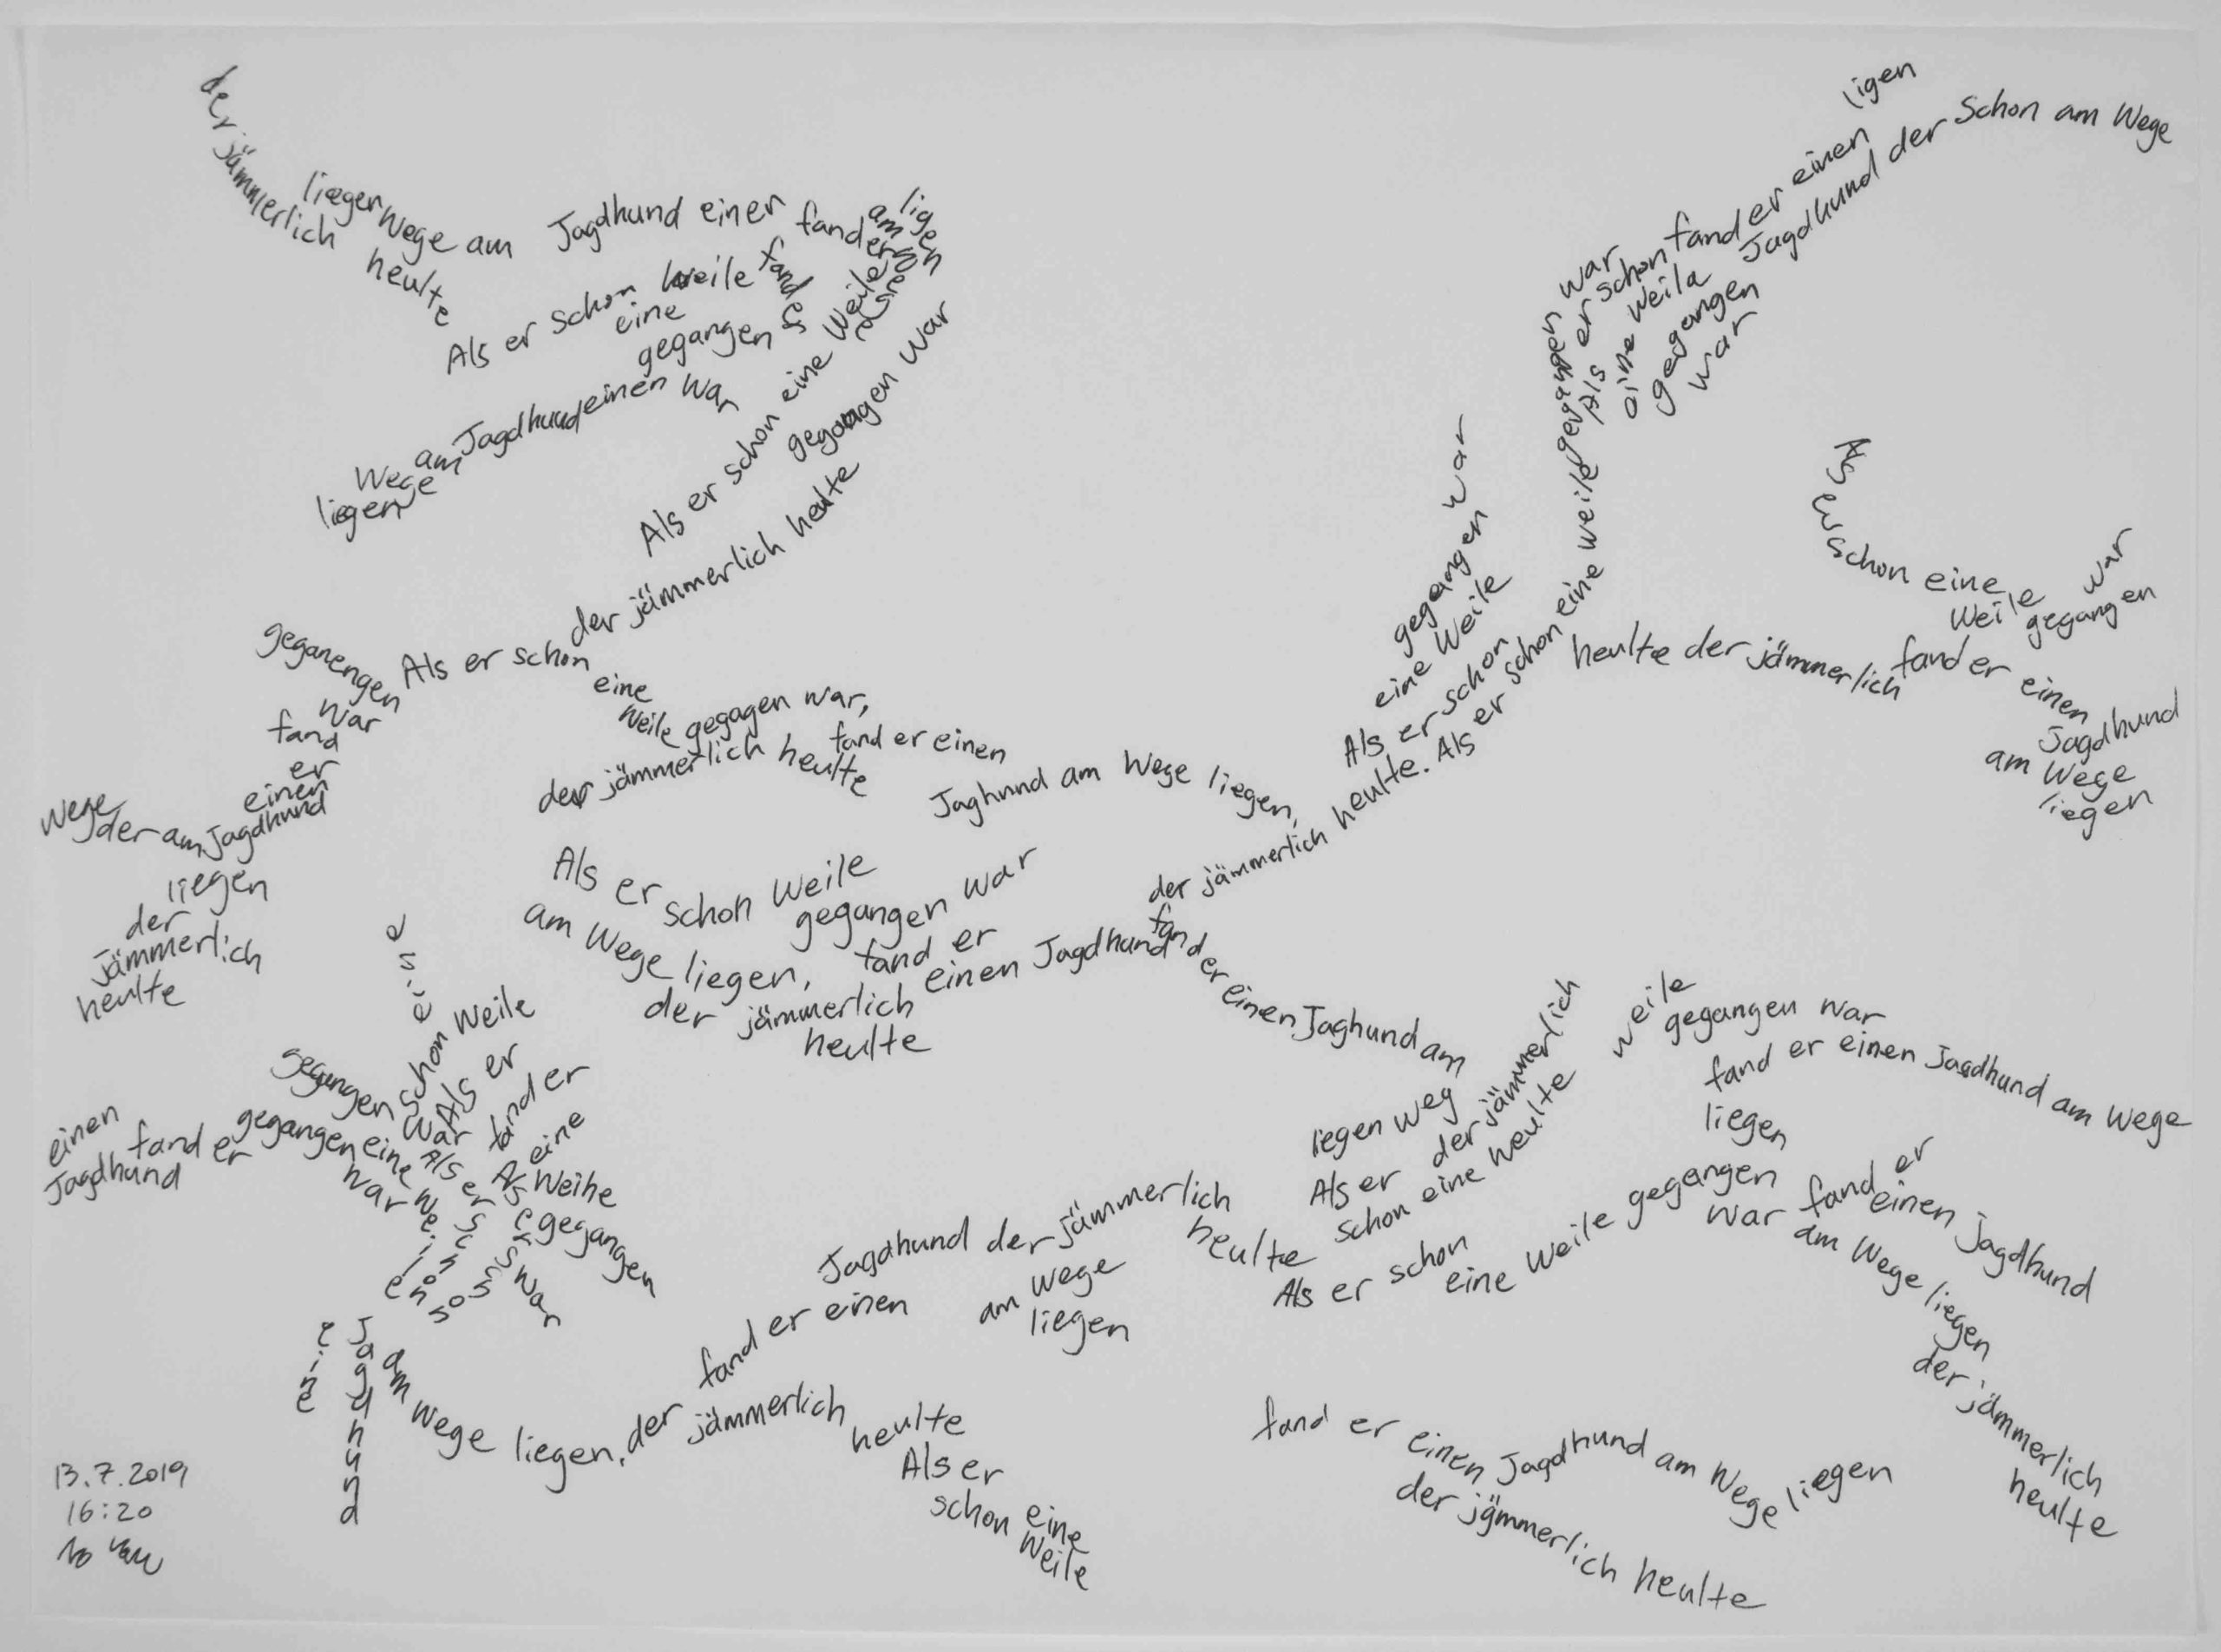 der jämmerlich heulte
liegen Wege am Jagdhund einen fand er
am Wege ligen
Als er schon Weile fand er
eine
gegangen
Wege am Jagdhund einen war
liegen
Als er schon eine Weile
gegangen war
der jämmerlich heulte
gegangen war ligen
Als er schon fand er einen
eine Weile Jagdhund der schon am Wege
gegangen
war
gegangen war
eine Weile
Als er schon
Als er schon eine weile
Als er schon eine
Weile gegangen war
heulte der jämmerlich fand er einen
Jagdhund
am Wege
liegen
geganengen
war
fand
er
einen
Wege der am Jagdhund
liegen
der
jämmerlich
heulte
Als er schon
eine
Weile gegagen war,
der jämmerlich heulte fand er einen
Jaghund am Wege liegen,
der jämmerlich heulte.
Als er schon Weile
gegangen war
am Wege liegen, fand er
der jämmerlich einen Jagdhund
heulte
fand er einen Jaghund am
liegen weg
eine
schon Weile
gegangen Als er
war fand er
einen fand er gegangen eine Weile
Jagdhund war
Als er schon
eine
Weihe
Als er gegangen
war
eine
Jagdhund
am Wege liegen, der jämmerlich heulte
fand er einen
Jagdhund der jämmerlich
am Wege heulte
liegen
Als er
schon eine
Weile
Als er der jämmerlich
schon eine heulte
weile
gegangen war
fand er einen Jagdhund am Wege
liegen
Als er schon
eine Weile gegangen
war fand er
einen Jagdhund
am Wege liegen
der jämmerlich
heulte
fand er einen Jagdhund am Wege liegen
der jämmerlich heulte
13.7.2019
16:20